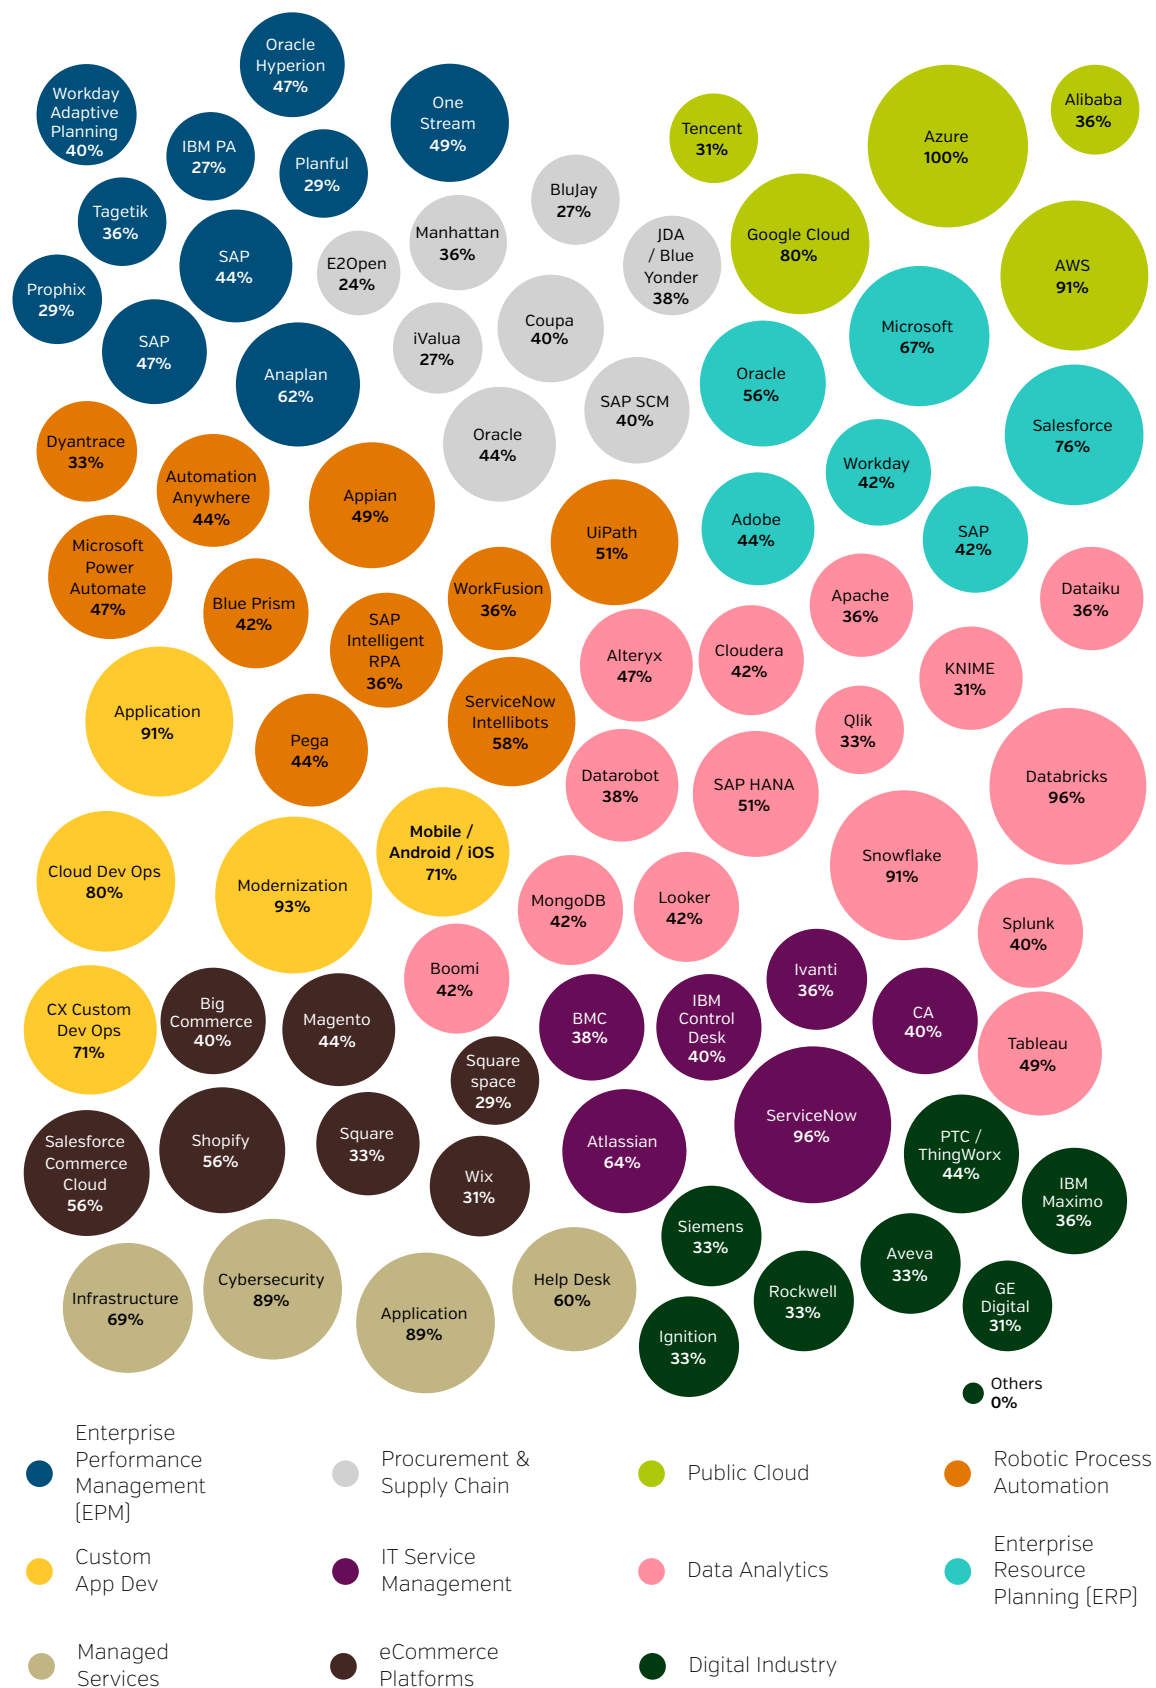 Oracle
Hyperion
47%
Workday
Adaptive
Planning
40%
One
Stream
49%
IBM PA
27%
Planful
29%
Tagetik
36%
SAP
44%
Prophix
29%
SAP
47%
Anaplan
62%
Tencent
31%
Azure
100%
Alibaba
36%
Google Cloud
80%
AWS
91%
BluJay
27%
Manhattan
36%
JDA
/ Blue
Yonder
38%
E2Open
24%
Coupa
40%
iValua
27%
SAP SCM
40%
Oracle
44%
Microsoft
67%
Oracle
56%
Salesforce
76%
Workday
42%
Adobe
44%
SAP
42%
Dyantrace
33%
Automation
Anywhere
44%
Appian
49%
UiPath
51%
Microsoft
Power
Automate
47%
Blue Prism
42%
WorkFusion
36%
SAP
Intelligent
RPA
36%
ServiceNow
Intellibots
58%
Pega
44%
Apache
36%
Dataiku
36%
Alteryx
47%
Cloudera
42%
KNIME
31%
Qlik
33%
Datarobot
38%
SAP HANA
51%
Databricks
96%
Snowflake
91%
MongoDB
42%
Looker
42%
Splunk
40%
Boomi
42%
Tableau
49%
Application
91%
Mobile /
Android / iOS
71%
Cloud Dev Ops
80%
Modernization
93%
CX Custom
Dev Ops
71%
Big
Commerce
40%
Magento
44%
Square
space
29%
Salesforce
Commerce
Cloud
56%
Shopify
56%
Square
33%
Wix
31%
Ivanti
36%
BMC
38%
IBM
Control
Desk
40%
CA
40%
ServiceNow
96%
Atlassian
64%
PTC /
ThingWorx
44%
IBM
Maximo
36%
Siemens
33%
Aveva
33%
Rockwell
33%
GE
Digital
31%
Ignition
33%
Others
0%
Infrastructure
69%
Cybersecurity
89%
Application
89%
Help Desk
60%
Enterprise
Performance
Management
(EPM)
Procurement &
Supply Chain
Public Cloud
Robotic Process
Automation
Custom
App Dev
IT Service
Management
Data Analytics
Enterprise
Resource
Planning (ERP)
Managed
Services
eCommerce
Platforms
Digital Industry